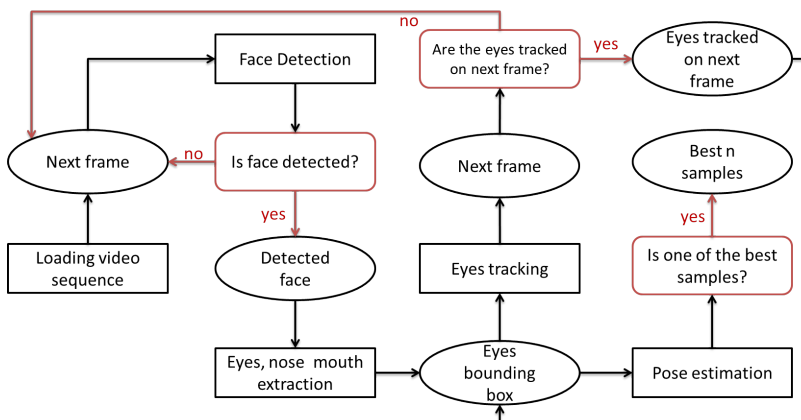 no
Face Detection
Are the eyes tracked
on next frame?
yes
Eyes tracked
on next
frame
Next frame
no
Is face detected?
Next frame
Best n
samples
yes
yes
Loading video
sequence
Detected
face
Eyes tracking
Is one of the best
samples?
Eyes, nose mouth
extraction
Eyes
bounding
box
Pose estimation